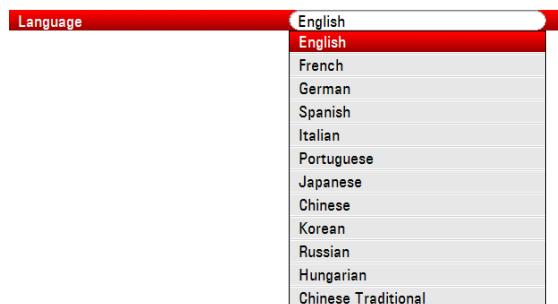 Language English
English
French
German
Spanish
Italian
Portuguese
Japanese
Chinese
Korean
Russian
Hungarian
Chinese Traditional